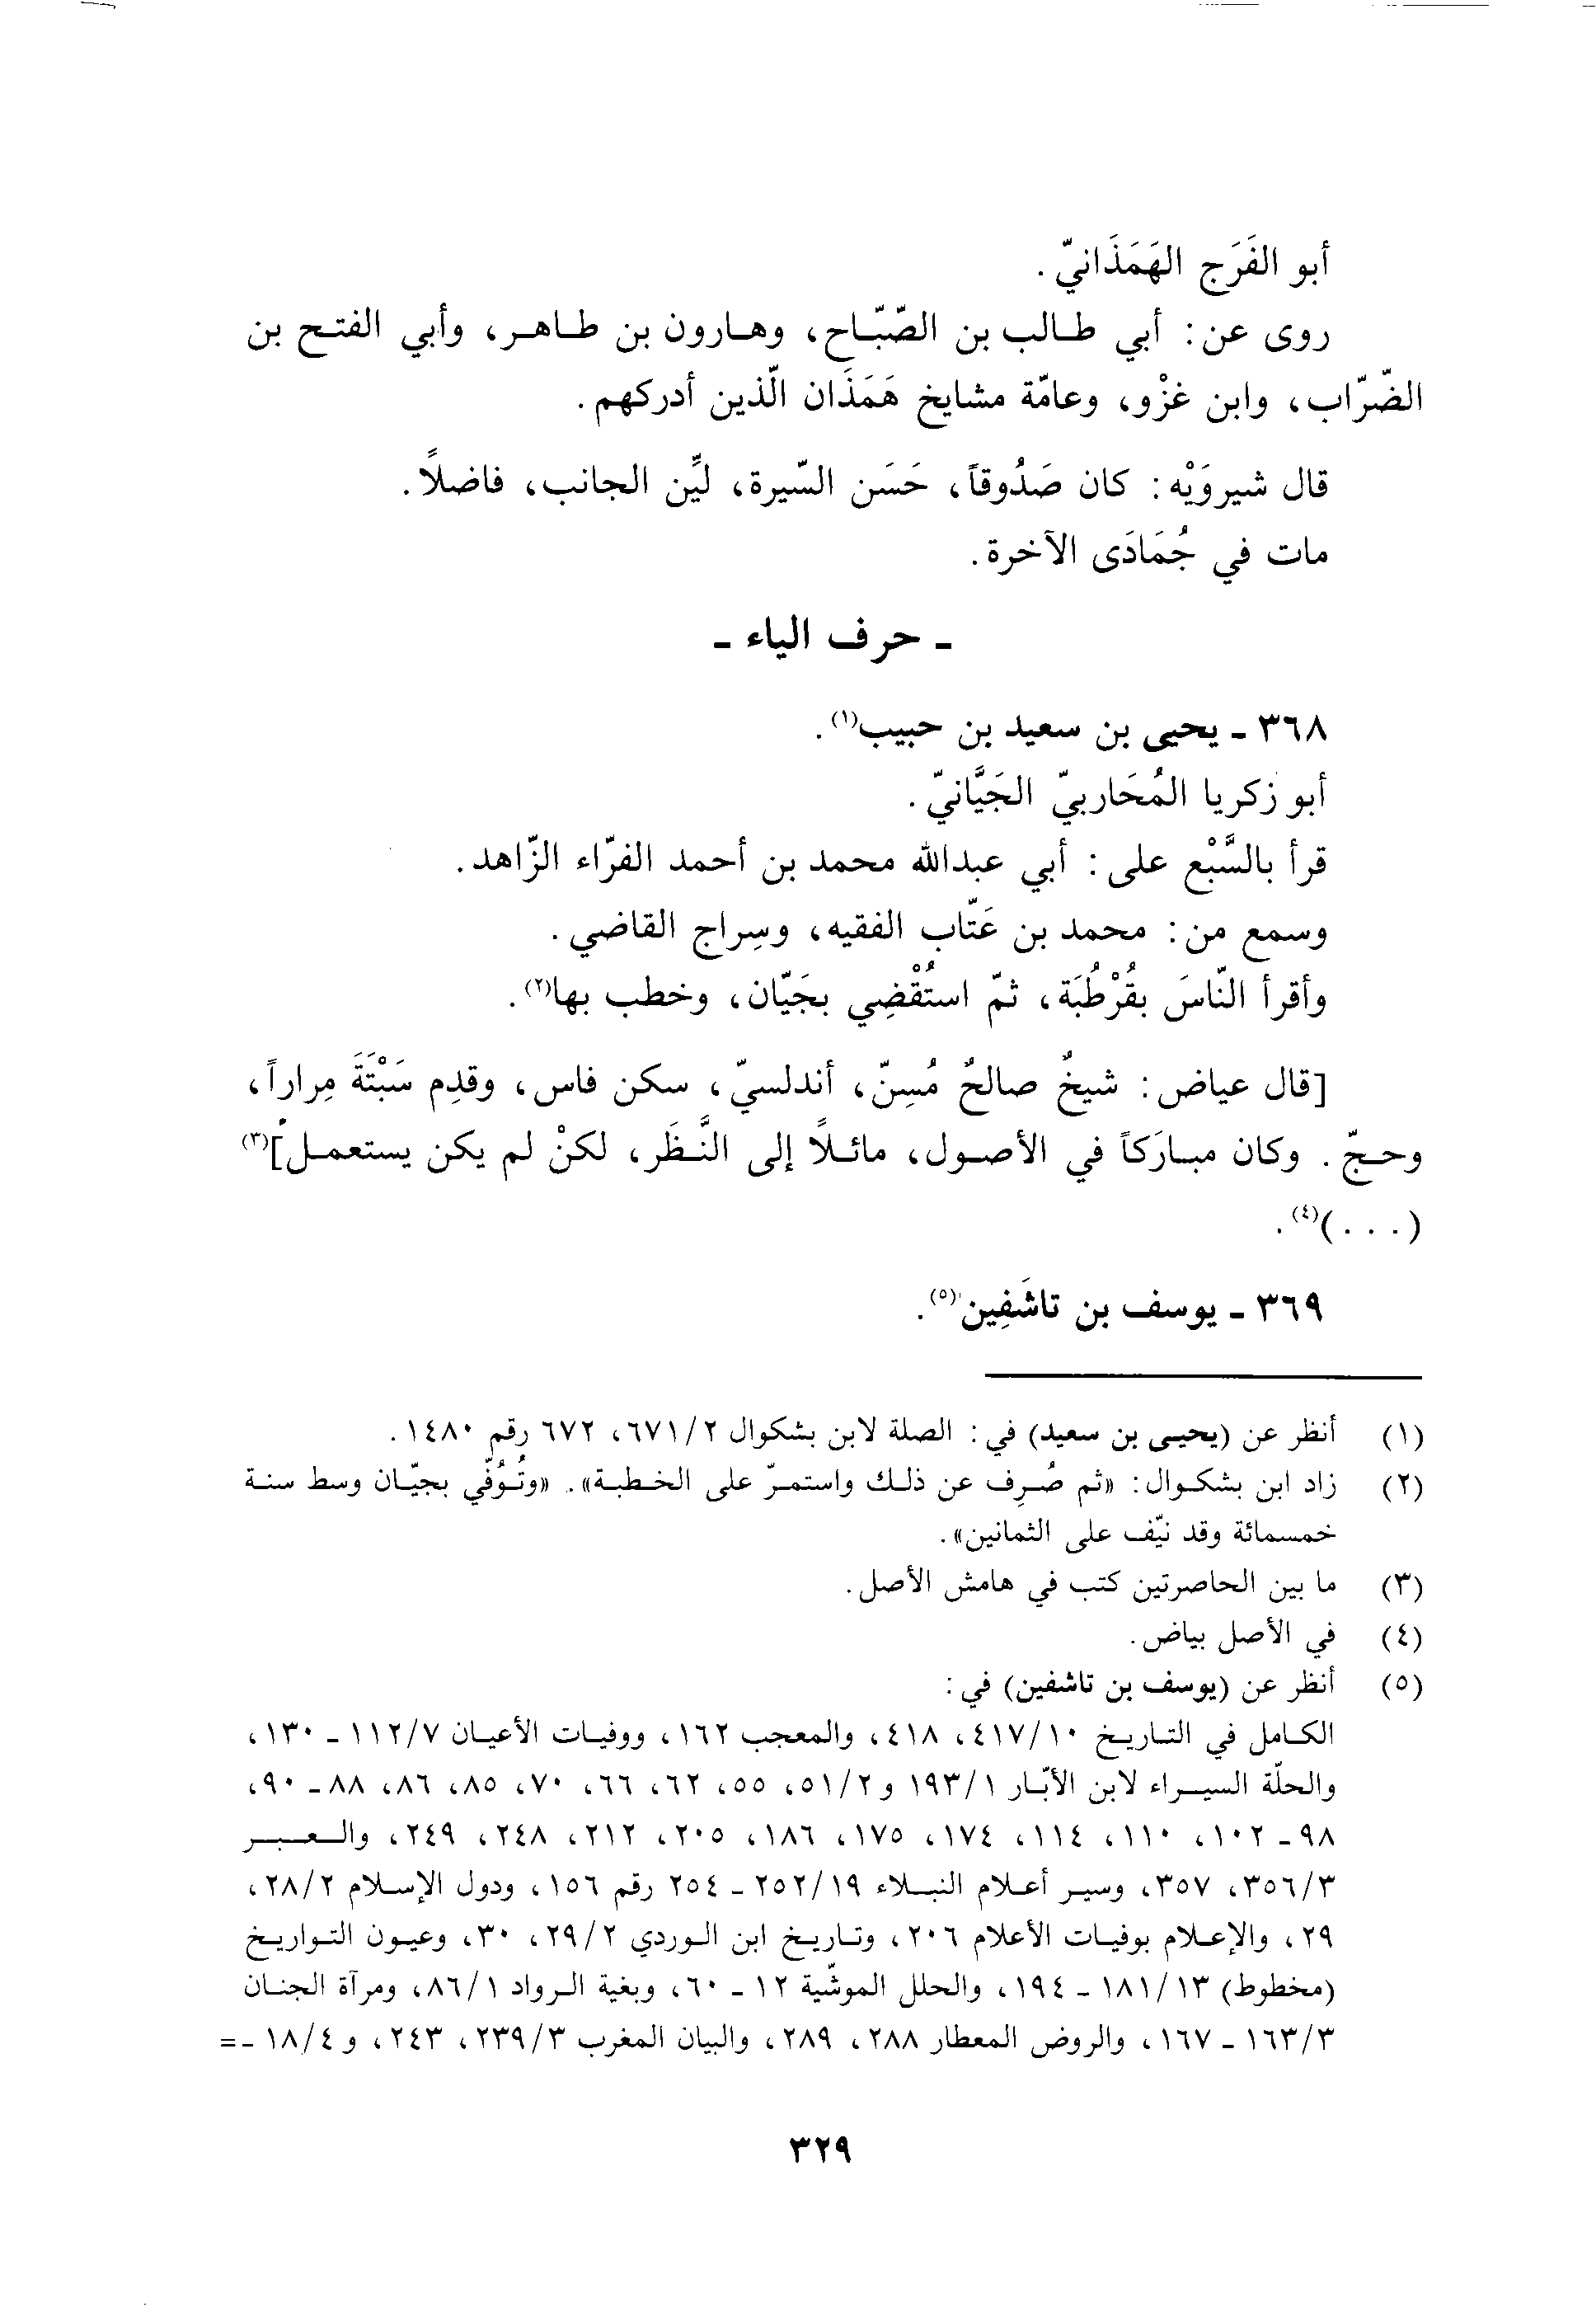 أبو الفَرَج الهَمَذَانيّ.
روى عن: أبي طالب بن الصّبّاح، وهارون بن طاهر، وأبي الفتح بن
الضّرّاب، وابن غزْو، وعامّة مشايخ هَمَذَان الّذين أدركهم.
قال شيرَوَيْه: كان صَدُوقاً، حَسَن السّيرة، ليِّن الجانب، فاضلاً.
مات في جُمَادَى الآخرة.
- حرف الياء -
٣٦٨ - يحيى بن سعيد بن حبيب(١).
أبو زكريا المُحَاربيّ الجَيَّانيّ.
قرأ بالسَّبْع على: أبي عبدالله محمد بن أحمد الفرّاء الزّاهد.
وسمع من: محمد بن عَتّاب الفقيه، وسِراج القاضي.
وأقرأ النّاسَ بقُرْطُبَة، ثمّ استُقْضِي بجَيّان، وخطب بها(٢).
[قال عياض: شيخٌ صالحٌ مُسِنّ، أندلسيّ، سكن فاس، وقدِم سَبْتَةَ مِراراً،
وحجّ. وكان مبارَكاً في الأصول، مائلاً إلى النَّظَر، لكنْ لم يكن يستعمل](٣)
(...)(٤).
٣٦٩ - يوسف بن تاشَفِين(٥).
(١) أنظر عن (يحيى بن سعيد) في: الصلة لابن بشكوال ٢/ ٦٧١، ٦٧٢ رقم ١٤٨٠.
(٢) زاد ابن بشكوال: «ثم صُرِف عن ذلك واستمرّ على الخطبة». «وتُوُفّي بجيّان وسط سنة
خمسمائة وقد نيّف على الثمانين».
(٣) ما بين الحاصرتين كتب في هامش الأصل.
(٤) في الأصل بياض.
(٥) أنظر عن (يوسف بن تاشفين) في:
الكامل في التاريخ ١٠/ ٤١٧، ٤١٨، والمعجب ١٦٢، ووفيات الأعيان ٧/ ١١٢ - ١٣٠،
والحلّة السيراء لابن الأبّار ١/ ١٩٣ و٢/ ٥١، ٥٥، ٦٢، ٦٦، ٧٠، ٨٥، ٨٦، ٨٨ - ٩٠،
٩٨ - ١٠٢، ١١٠، ١١٤، ١٧٤، ١٧٥، ١٨٦، ٢٠٥، ٢١٢، ٢٤٨، ٢٤٩، والعبر
٣/ ٣٥٦، ٣٥٧، وسير أعلام النبلاء ١٩/ ٢٥٢ - ٢٥٤ رقم ١٥٦، ودول الإسلام ٢/ ٢٨،
٢٩، والإعلام بوفيات الأعلام ٢٠٦، وتاريخ ابن الوردي ٢/ ٢٩، ٣٠، وعيون التواريخ
(مخطوط) ١٣/ ١٨١ - ١٩٤، والحلل الموشّية ١٢ - ٦٠، وبغية الرواد ١/ ٨٦، ومرآة الجنان
٣/ ١٦٣ - ١٦٧، والروض المعطار ٢٨٨، ٢٨٩، والبيان المغرب ٣/ ٢٣٩، ٢٤٣، و٤/ ١٨ - =
٣٢٩